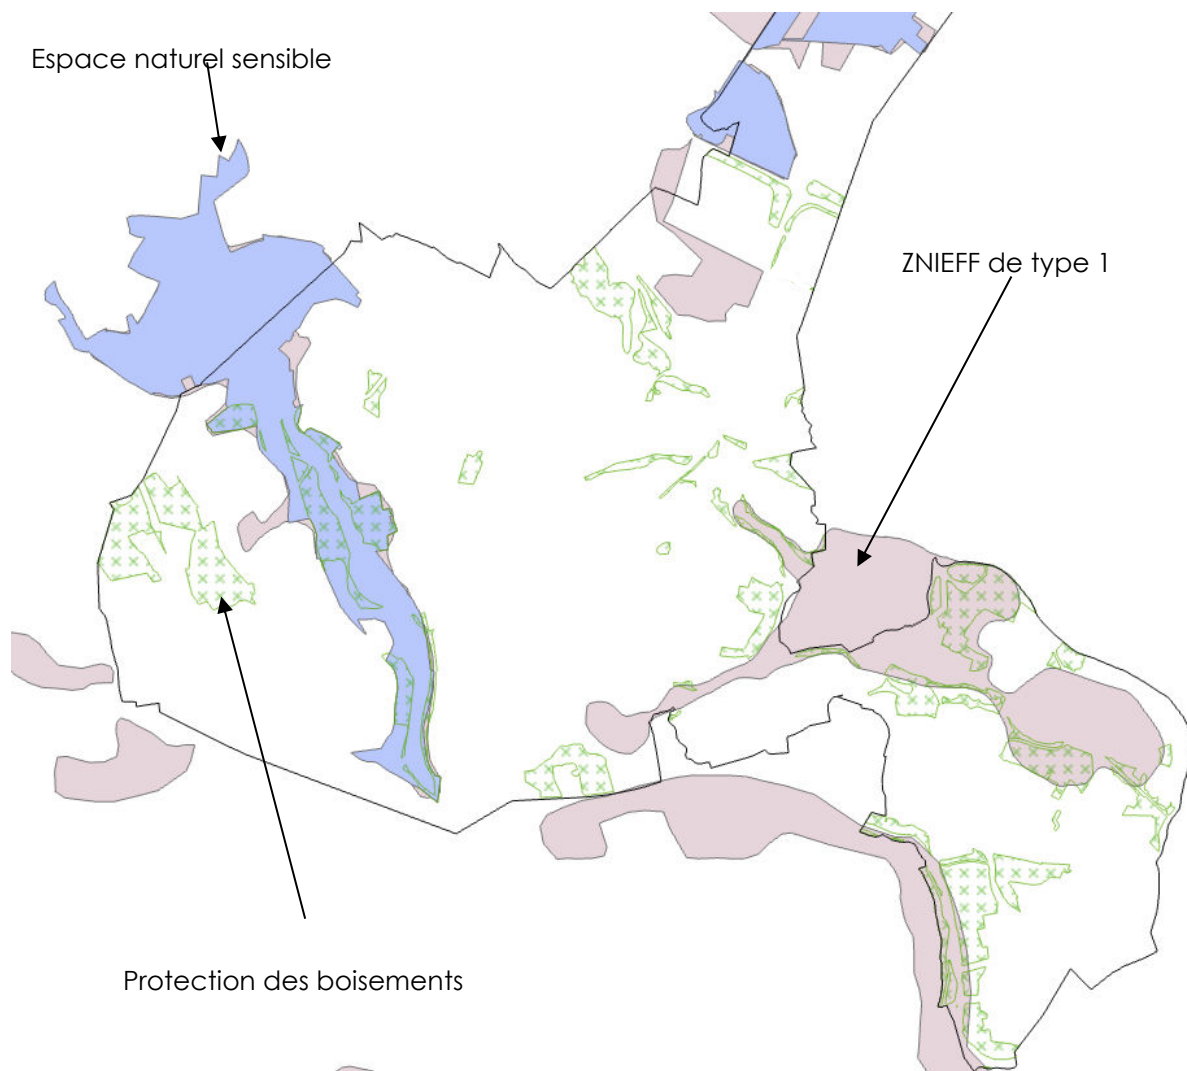 Espace naturel sensible
ZNIEFF de type 1
Protection des boisements